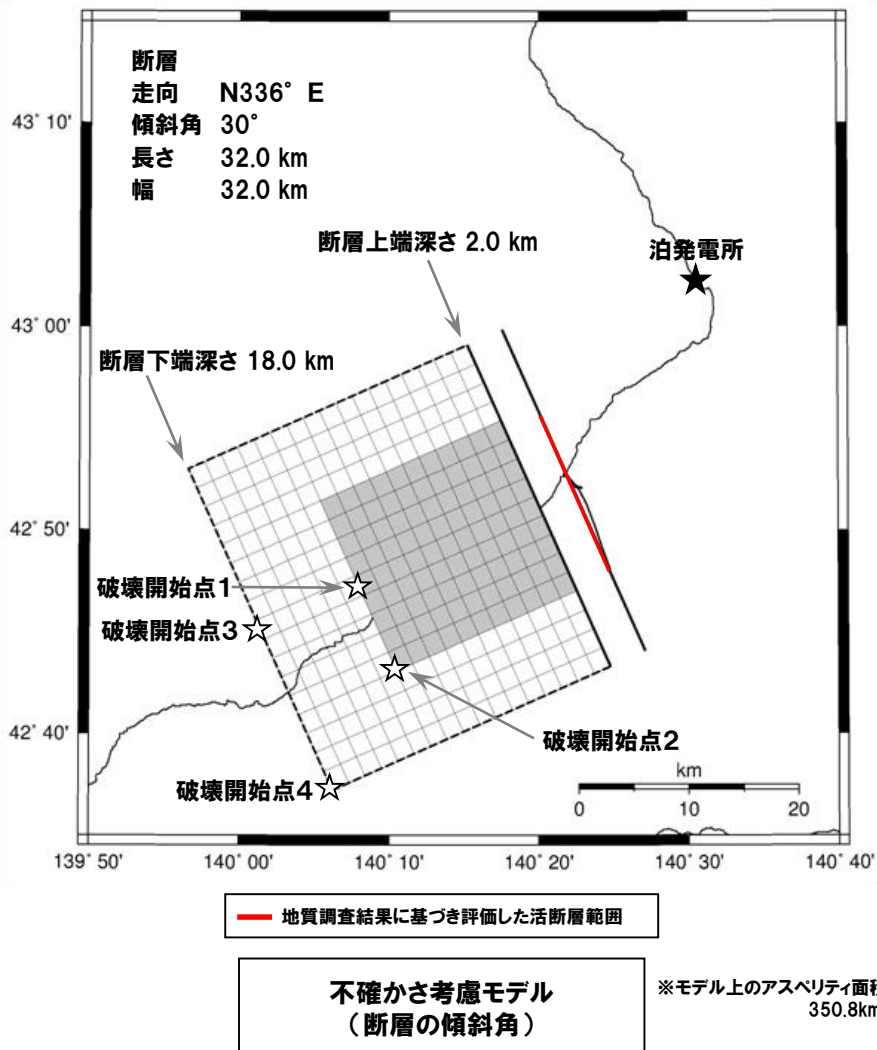 断層
走向 N336° E
傾斜角 30°
長さ 32.0 km
幅 32.0 km
43° 10'
断層上端深さ 2.0 km
泊発電所
43° 00'
断層下端深さ 18.0 km
42° 50'
破壊開始点1
破壊開始点3
42° 40'
破壊開始点2
破壊開始点4
km
0 10 20
139° 50' 140° 00' 140° 10' 140° 20' 140° 30' 140° 40'
地質調査結果に基づき評価した活断層範囲
不確かさ考慮モデル
（断層の傾斜角）
※モデル上のアスペリティ面積
350.8km